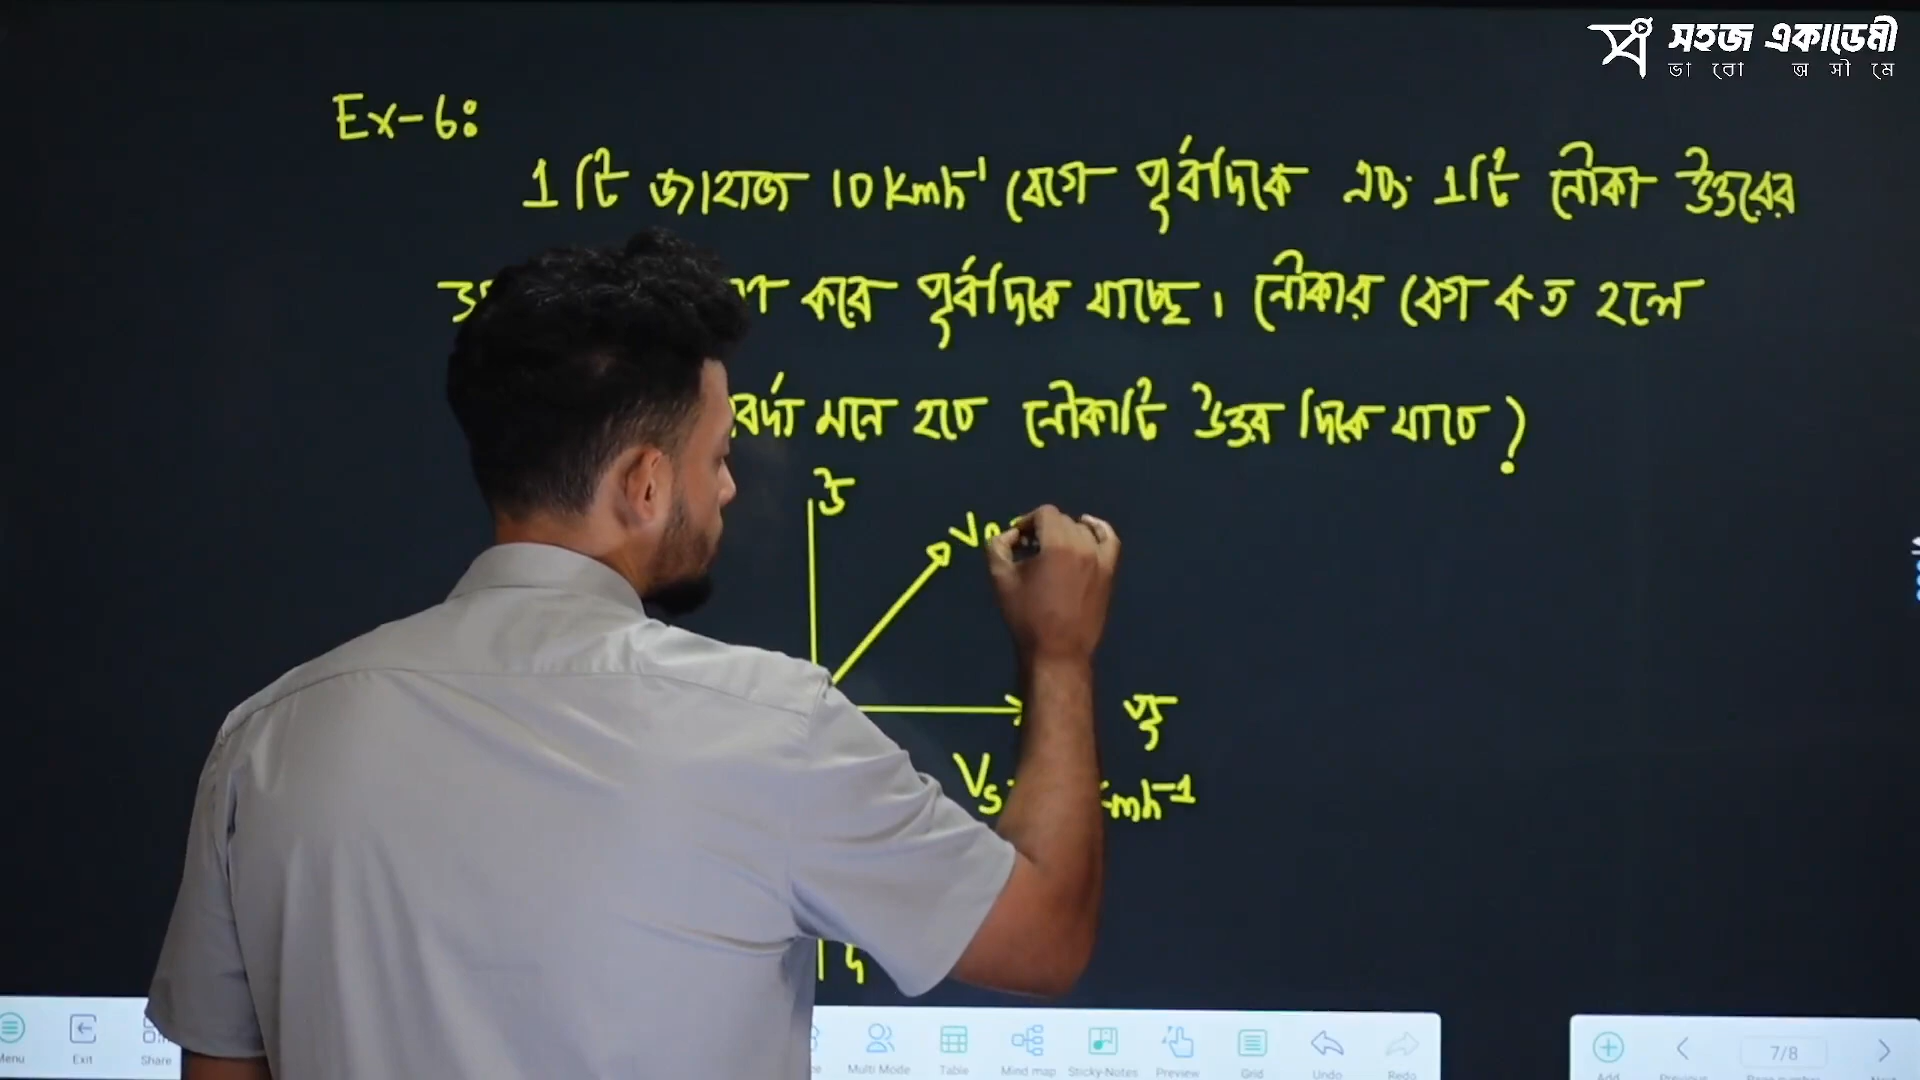 সহজ একাডেমী
ভা বো অ সী মে
Ex-6:
1 টি জাহাজ 10 Kmh⁻¹ বেগে পূর্বদিকে এবং 1টি নৌকা উত্তরের
করে পূর্বদিকে যাচ্ছে। নৌকার বেগ কত হলে
মনে হবে নৌকাটি উত্তর দিকে যাবে?
উ
পূ
Vs
mh⁻¹
দ
Menu Exit Share Multi Mode Table Mind map Sticky-Notes Preview Grid Undo Redo Add 7/8